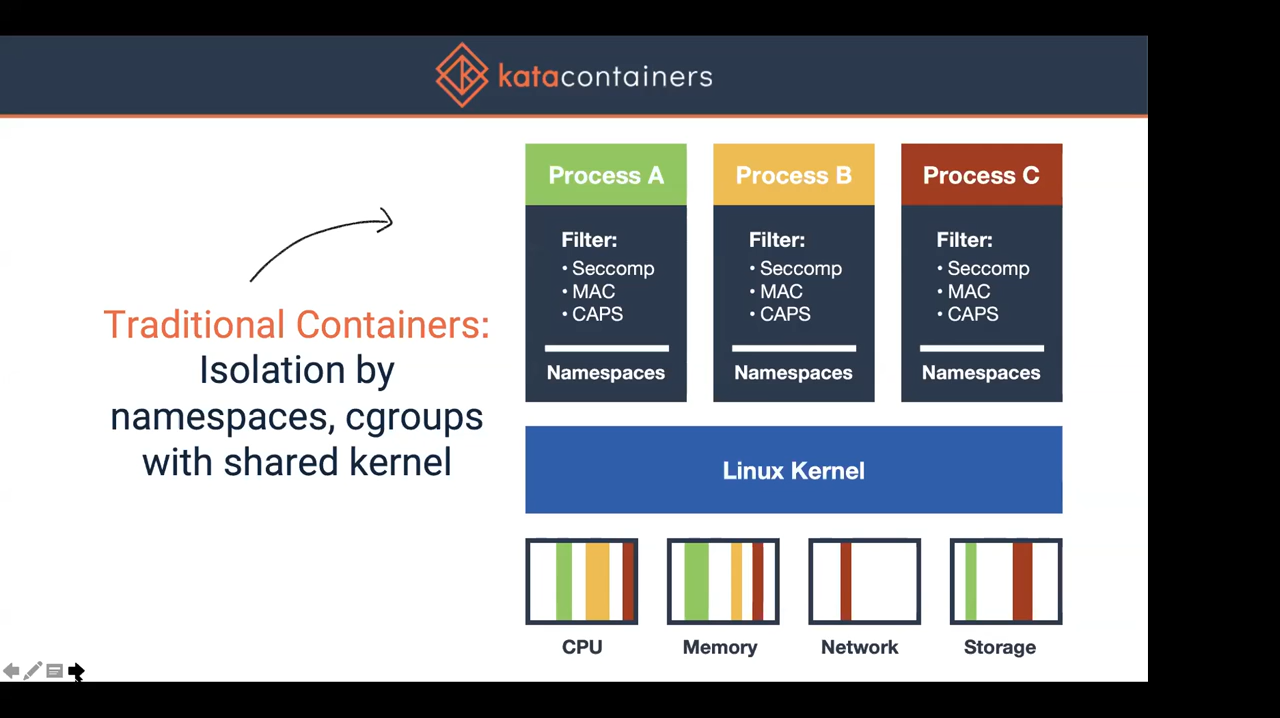 katacontainers
Traditional Containers:
Isolation by
namespaces, cgroups
with shared kernel
Process A
Filter:
• Seccomp
• MAC
• CAPS
Namespaces
Process B
Filter:
• Seccomp
• MAC
• CAPS
Namespaces
Process C
Filter:
• Seccomp
• MAC
• CAPS
Namespaces
Linux Kernel
CPU
Memory
Network
Storage